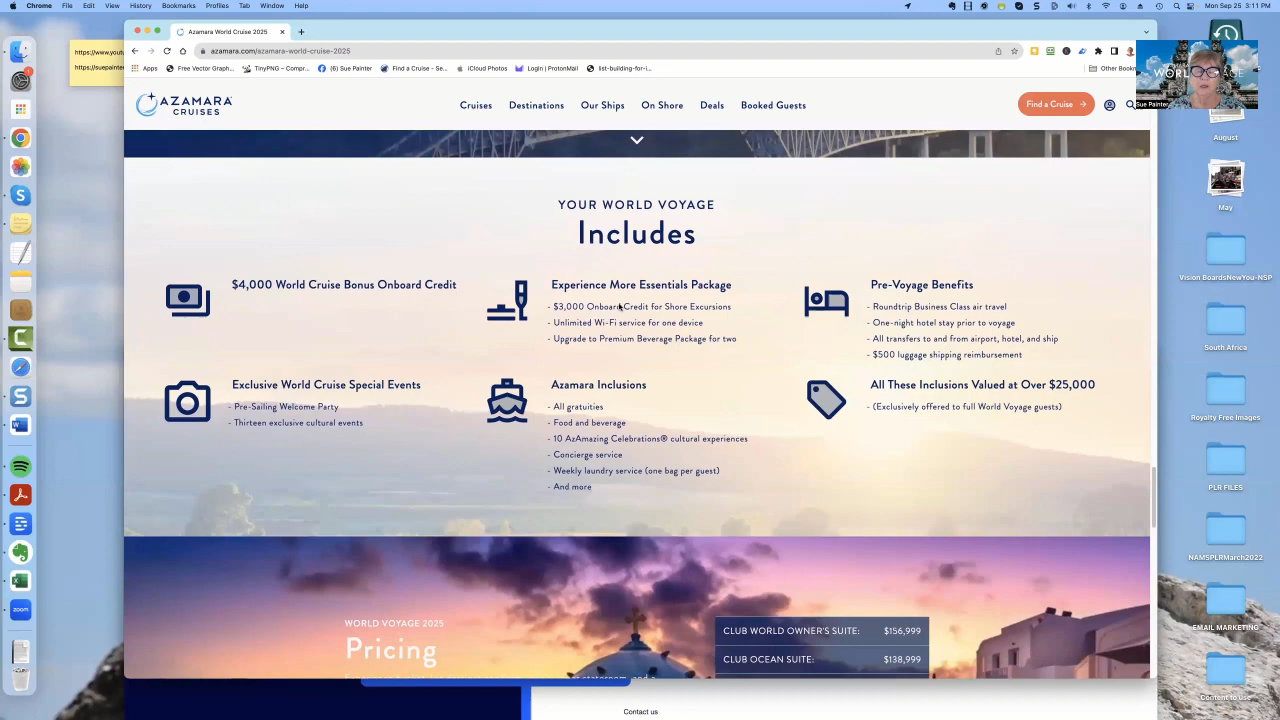 Chrome File Edit View History Bookmarks Profiles Tab Window Help
Mon Sep 25 3:11 PM
Azamara World Cruise 2025
azamara.com/azamara-world-cruise-2025
Apps Free Vector Graph... TinyPNG – Compr... (6) Sue Painter Find a Cruise - Se... iCloud Photos Login | ProtonMail list-building-for-i...
Other Bookm
https://www.youtu
https://suepainter
AZAMARA
CRUISES
Cruises Destinations Our Ships On Shore Deals Booked Guests
Find a Cruise
Sue Painter
YOUR WORLD VOYAGE
Includes
$4,000 World Cruise Bonus Onboard Credit
Experience More Essentials Package
- $3,000 Onboard Credit for Shore Excursions
- Unlimited Wi-Fi service for one device
- Upgrade to Premium Beverage Package for two
Pre-Voyage Benefits
- Roundtrip Business Class air travel
- One-night hotel stay prior to voyage
- All transfers to and from airport, hotel, and ship
- $500 luggage shipping reimbursement
Exclusive World Cruise Special Events
- Pre-Sailing Welcome Party
- Thirteen exclusive cultural events
Azamara Inclusions
- All gratuities
- Food and beverage
- 10 AzAmazing Celebrations® cultural experiences
- Concierge service
- Weekly laundry service (one bag per guest)
- And more
All These Inclusions Valued at Over $25,000
- (Exclusively offered to full World Voyage guests)
WORLD VOYAGE 2025
Pricing
CLUB WORLD OWNER'S SUITE: $156,999
CLUB OCEAN SUITE: $138,999
Contact us
August
May
Vision BoardsNewYou-NSP
South Africa
Royalty Free Images
PLR FILES
NAMSPLRMarch2022
EMAIL MARKETING
Content to use
zoom